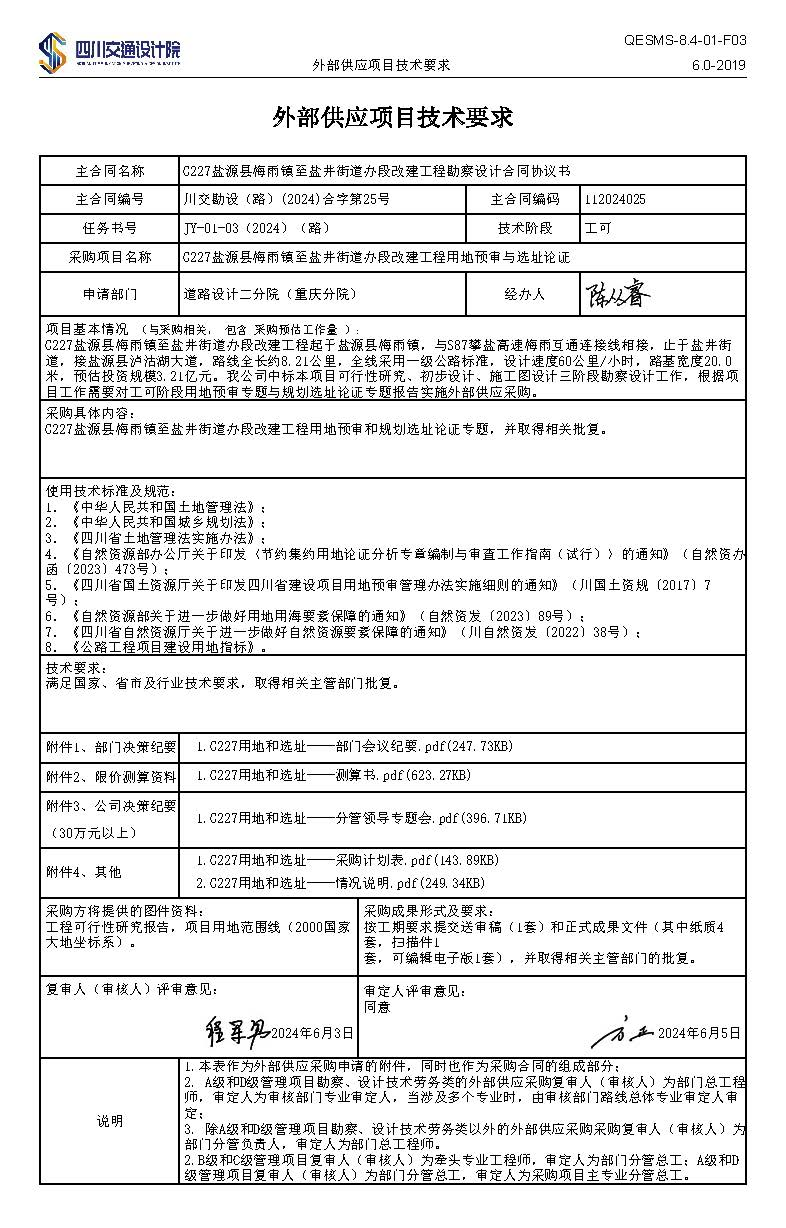 四川交通设计院
QESMS-8.4-01-F03
外部供应项目技术要求
6.0-2019
外部供应项目技术要求
主合同名称 G227盐源县梅雨镇至盐井街道办段改建工程勘察设计合同协议书
主合同编号 川交勘设（路）(2024)合字第25号 主合同编码 112024025
任务书号 JY-01-03（2024）（路） 技术阶段 工可
采购项目名称 G227盐源县梅雨镇至盐井街道办段改建工程用地预审与选址论证
申请部门 道路设计二分院（重庆分院） 经办人 陈从睿
项目基本情况 （与采购相关， 包含 采购预估工作量 ）：
G227盐源县梅雨镇至盐井街道办段改建工程起于盐源县梅雨镇，与S87攀盐高速梅雨互通连接线相接，止于盐井街
道，接盐源县泸沽湖大道，路线全长约8.21公里，全线采用一级公路标准，设计速度60公里/小时，路基宽度20.0
米，预估投资规模3.21亿元。我公司中标本项目可行性研究、初步设计、施工图设计三阶段勘察设计工作，根据项
目工作需要对工可阶段用地预审专题与规划选址论证专题报告实施外部供应采购。
采购具体内容：
G227盐源县梅雨镇至盐井街道办段改建工程用地预审和规划选址论证专题，并取得相关批复。
使用技术标准及规范：
1. 《中华人民共和国土地管理法》；
2. 《中华人民共和国城乡规划法》；
3. 《四川省土地管理法实施办法》；
4. 《自然资源部办公厅关于印发〈节约集约用地论证分析专章编制与审查工作指南（试行）〉的通知》（自然资办
函〔2023〕473号）；
5. 《四川省国土资源厅关于印发四川省建设项目用地预审管理办法实施细则的通知》（川国土资规〔2017〕7
号）；
6. 《自然资源部关于进一步做好用地用海要素保障的通知》（自然资发〔2023〕89号）；
7. 《四川省自然资源厅关于进一步做好自然资源要素保障的通知》（川自然资发〔2022〕38号）；
8. 《公路工程项目建设用地指标》。
技术要求：
满足国家、省市及行业技术要求，取得相关主管部门批复。
附件1、部门决策纪要 1.G227用地和选址——部门会议纪要.pdf(247.73KB)
附件2、限价测算资料 1.G227用地和选址——测算书.pdf(623.27KB)
附件3、公司决策纪要
（30万元以上） 1.G227用地和选址——分管领导专题会.pdf(396.71KB)
附件4、其他 1.G227用地和选址——采购计划表.pdf(143.89KB)
2.G227用地和选址——情况说明.pdf(249.34KB)
采购方将提供的图件资料：
工程可行性研究报告，项目用地范围线（2000国家
大地坐标系）。
采购成果形式及要求：
按工期要求提交送审稿（1套）和正式成果文件（其中纸质4
套，扫描件1
套，可编辑电子版1套），并取得相关主管部门的批复。
复审人（审核人）评审意见：
2024年6月3日
审定人评审意见：
同意
方正 2024年6月5日
说明
1.本表作为外部供应采购申请的附件，同时也作为采购合同的组成部分；
2. A级和D级管理项目勘察、设计技术劳务类的外部供应采购复审人（审核人）为部门总工程
师，审定人为审核部门专业审定人，当涉及多个专业时，由审核部门路线总体专业审定人审
定；
3. 除A级和D级管理项目勘察、设计技术劳务类以外的外部供应采购采购复审人（审核人）为
部门分管负责人，审定人为部门总工程师。
2.B级和C级管理项目复审人（审核人）为牵头专业工程师，审定人为部门分管总工；A级和D
级管理项目复审人（审核人）为部门分管总工，审定人为采购项目主专业分管总工。